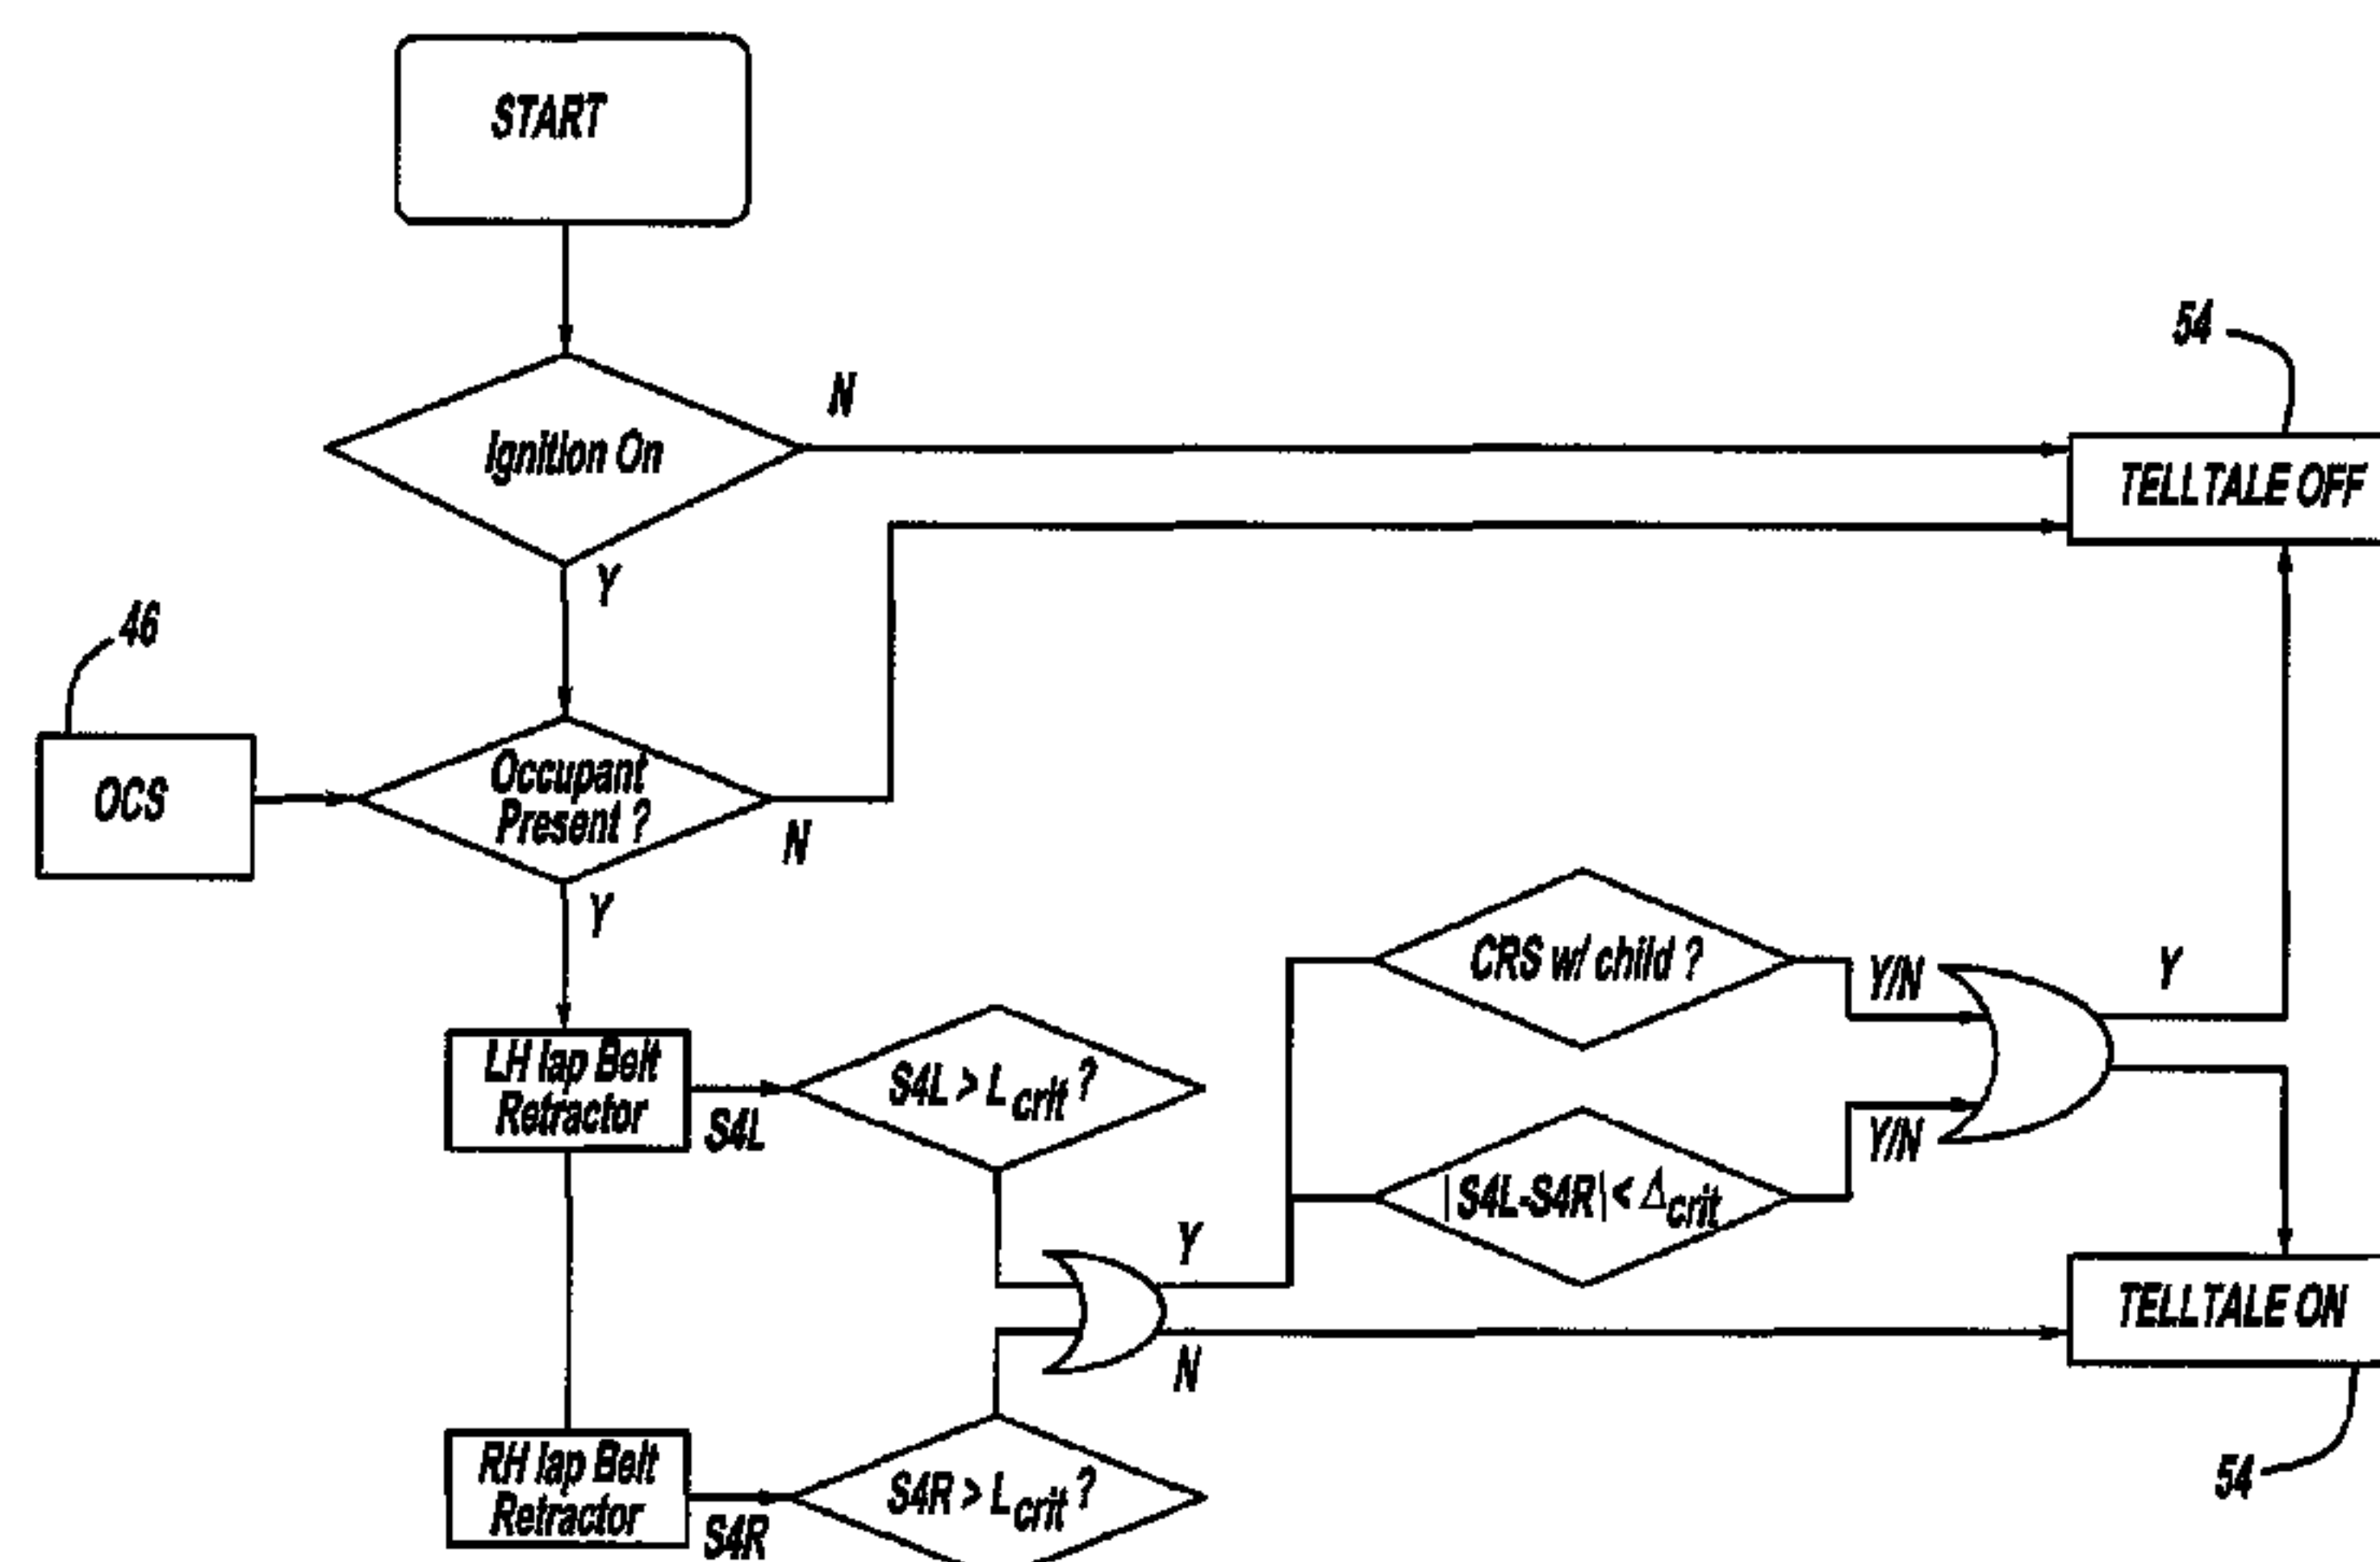 START
54
N
Ignition On
TELLTALE OFF
Y
46
Occupant
Present ?
OCS
N
Y
CRS w/ child ?
Y/N
Y
LH lap Belt
Retractor
S4L
S4L > Lcrit ?
Y/N
|S4L-S4R| < Δcrit
Y
N
TELLTALE ON
RH lap Belt
Retractor
S4R
S4R > Lcrit ?
54